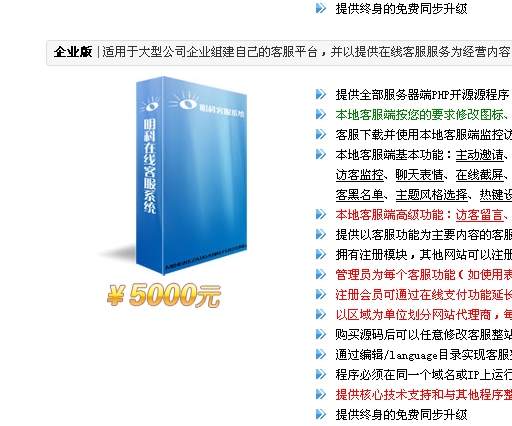 提供终身的免费同步升级
企业版 | 适用于大型公司企业组建自己的客服平台，并以提供在线客服服务为经营内容
明科客服系统
明科在线客服系统
¥5000元
提供全部服务器端PHP开源源程序
本地客服端按您的要求修改图标、
客服下载并使用本地客服端监控访
本地客服端基本功能：主动邀请、
访客监控、聊天表情、在线截屏、
客黑名单、主题风格选择、热键设
本地客服端高级功能：访客留言、
提供以客服功能为主要内容的客服
拥有注册模块，其他网站可以注册
管理员为每个客服功能（如使用表
注册会员可通过在线支付功能延长
以区域为单位划分网站代理商，每
购买源码后可以任意修改客服整站
通过编辑/language目录实现客服
程序必须在同一个域名或IP上运行
提供核心技术支持和与其他程序整
提供终身的免费同步升级